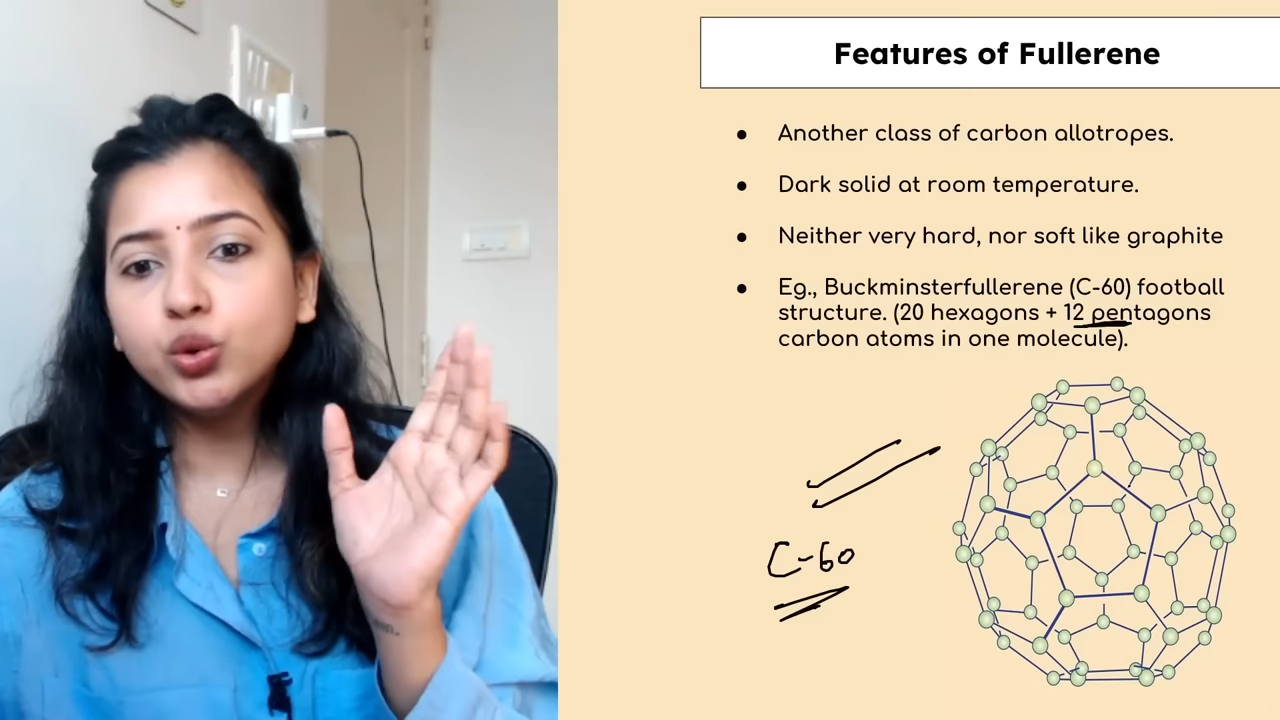 Features of Fullerene
● Another class of carbon allotropes.
● Dark solid at room temperature.
● Neither very hard, nor soft like graphite
● Eg., Buckminsterfullerene (C-60) football
structure. (20 hexagons + 12 pentagons
carbon atoms in one molecule).
C-60